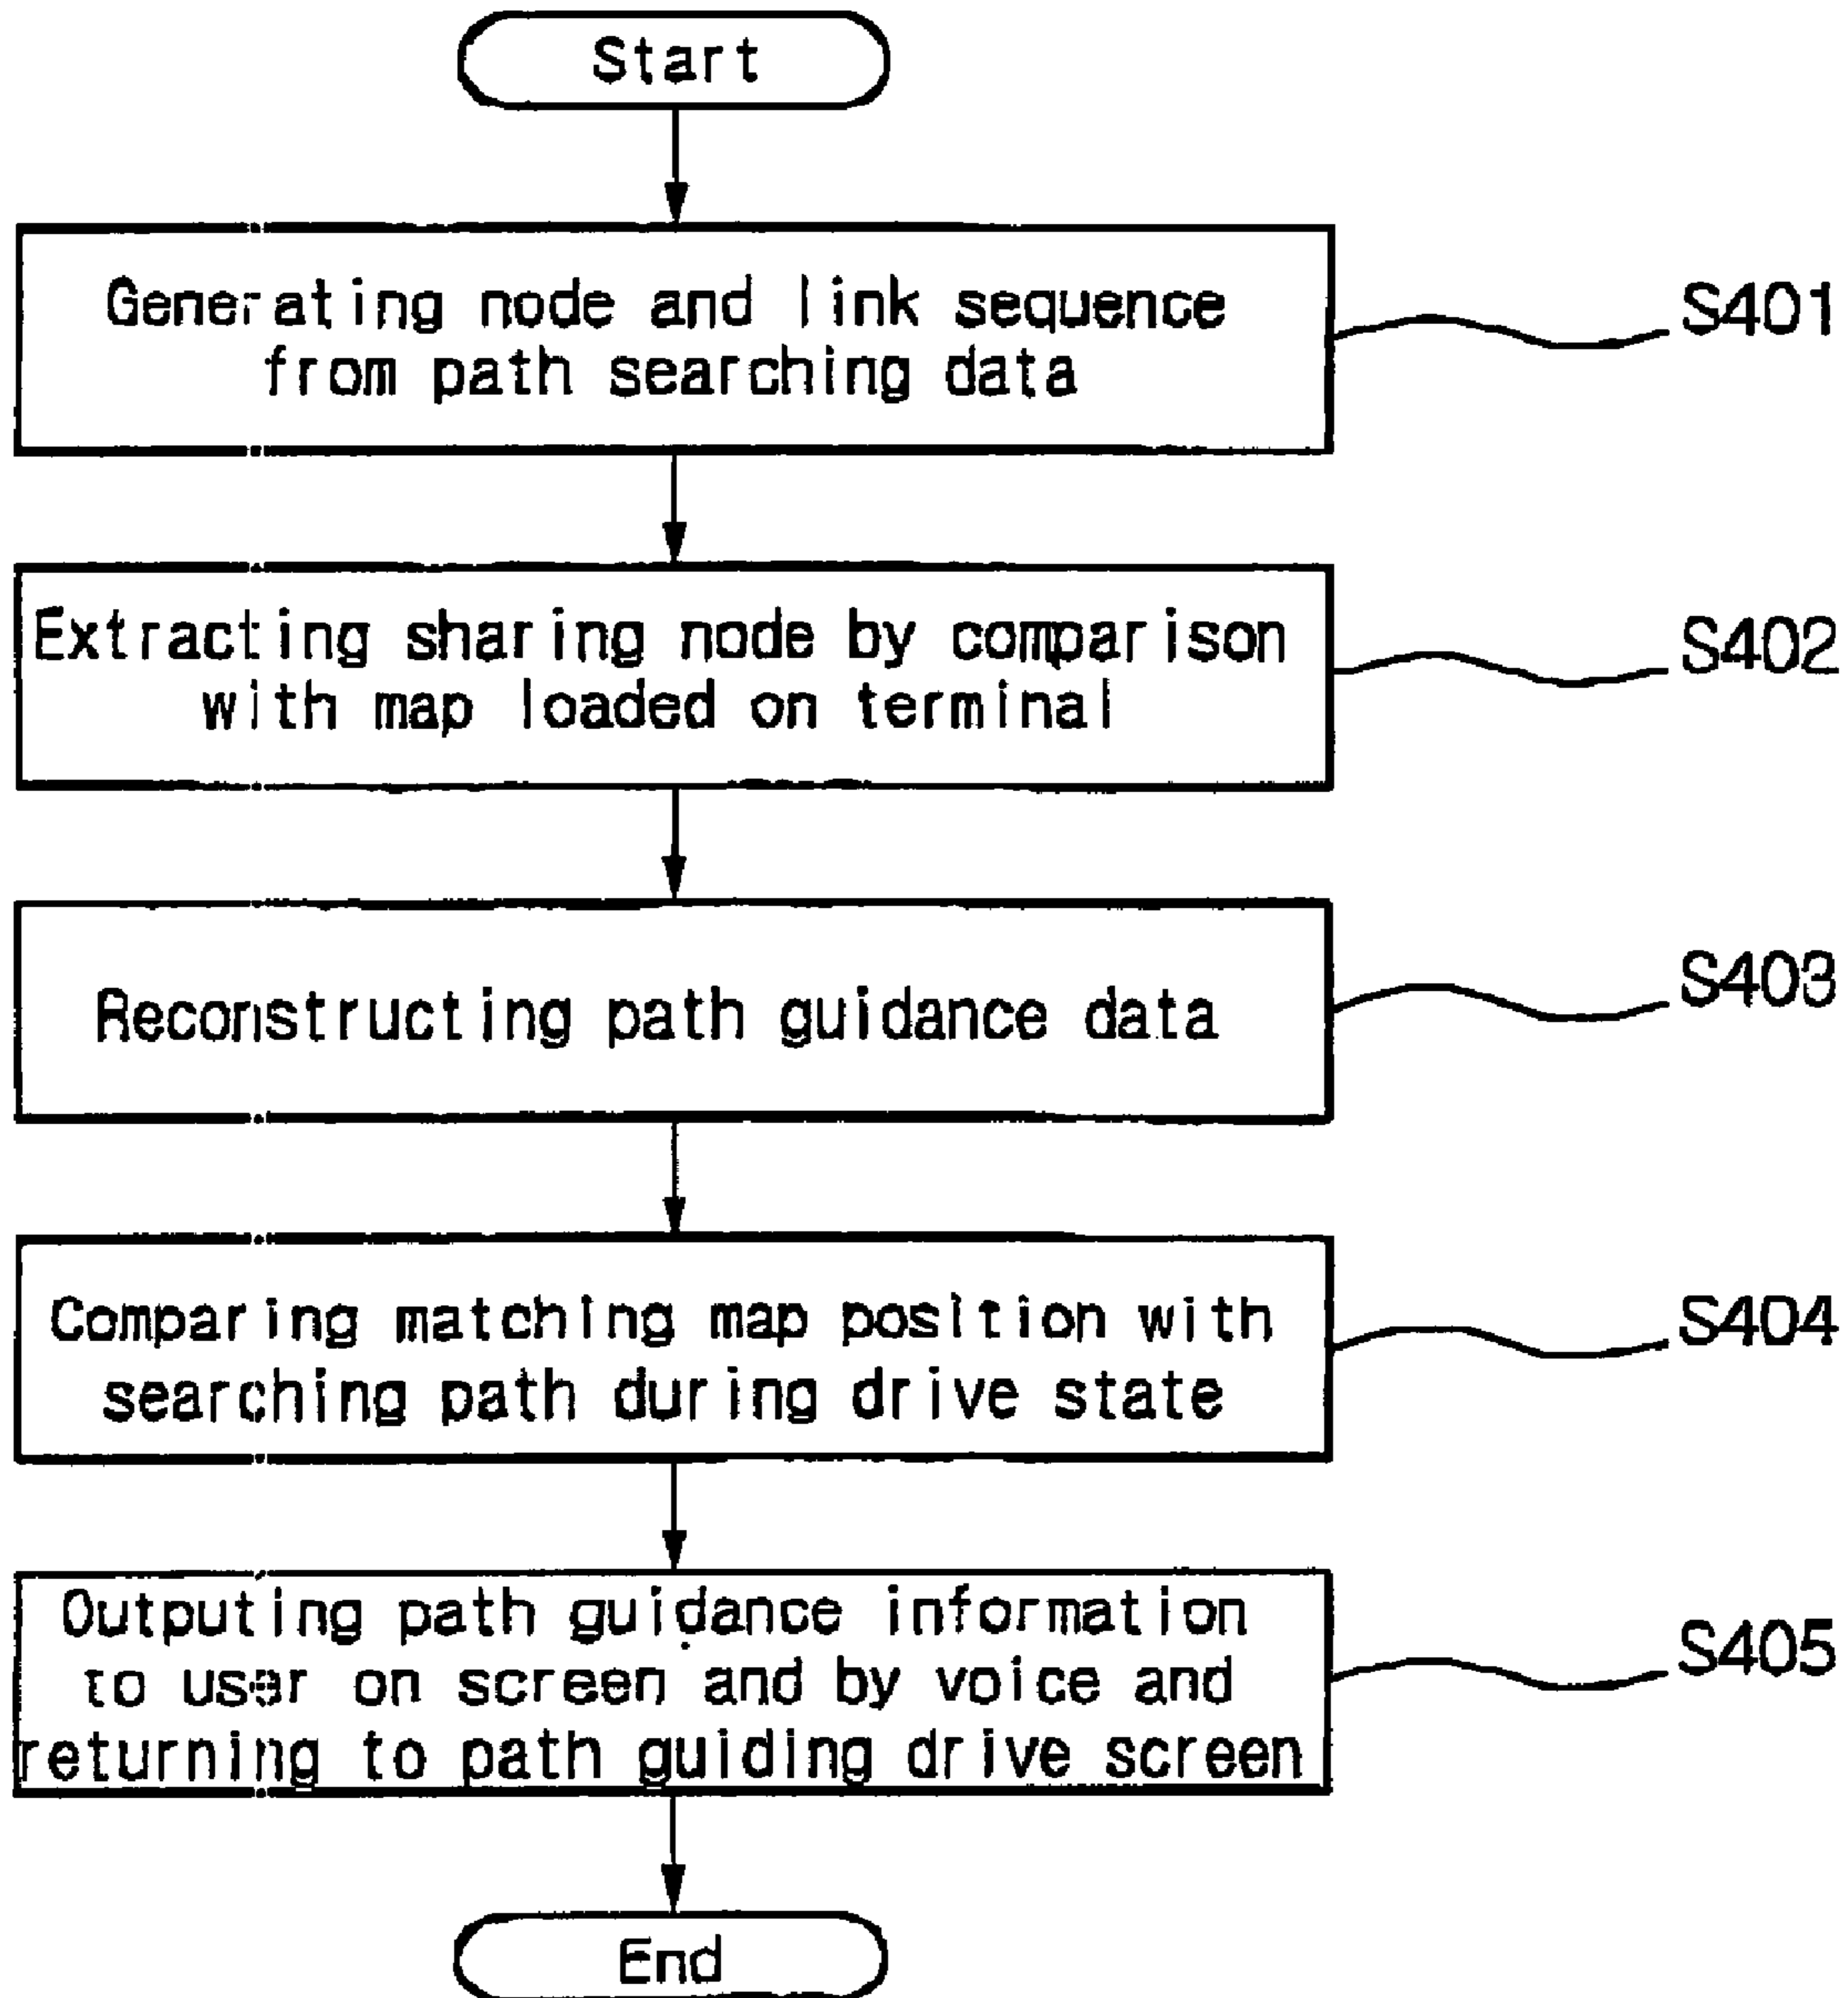 Start
Generating node and link sequence
from path searching data
S401
Extracting sharing node by comparison
with map loaded on terminal
S402
Reconstructing path guidance data
S403
Comparing matching map position with
searching path during drive state
S404
Outputing path guidance information
to user on screen and by voice and
returning to path guiding drive screen
S405
End